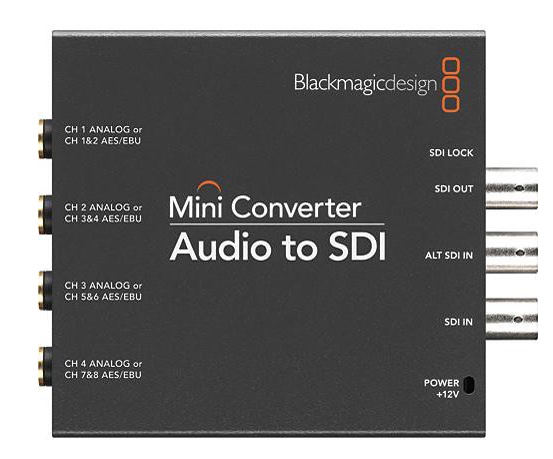 Blackmagicdesign
CH 1 ANALOG or
CH 1&2 AES/EBU
SDI LOCK
SDI OUT
CH 2 ANALOG or
CH 3&4 AES/EBU
Mini Converter
Audio to SDI
ALT SDI IN
CH 3 ANALOG or
CH 5&6 AES/EBU
SDI IN
CH 4 ANALOG or
CH 7&8 AES/EBU
POWER
+12V